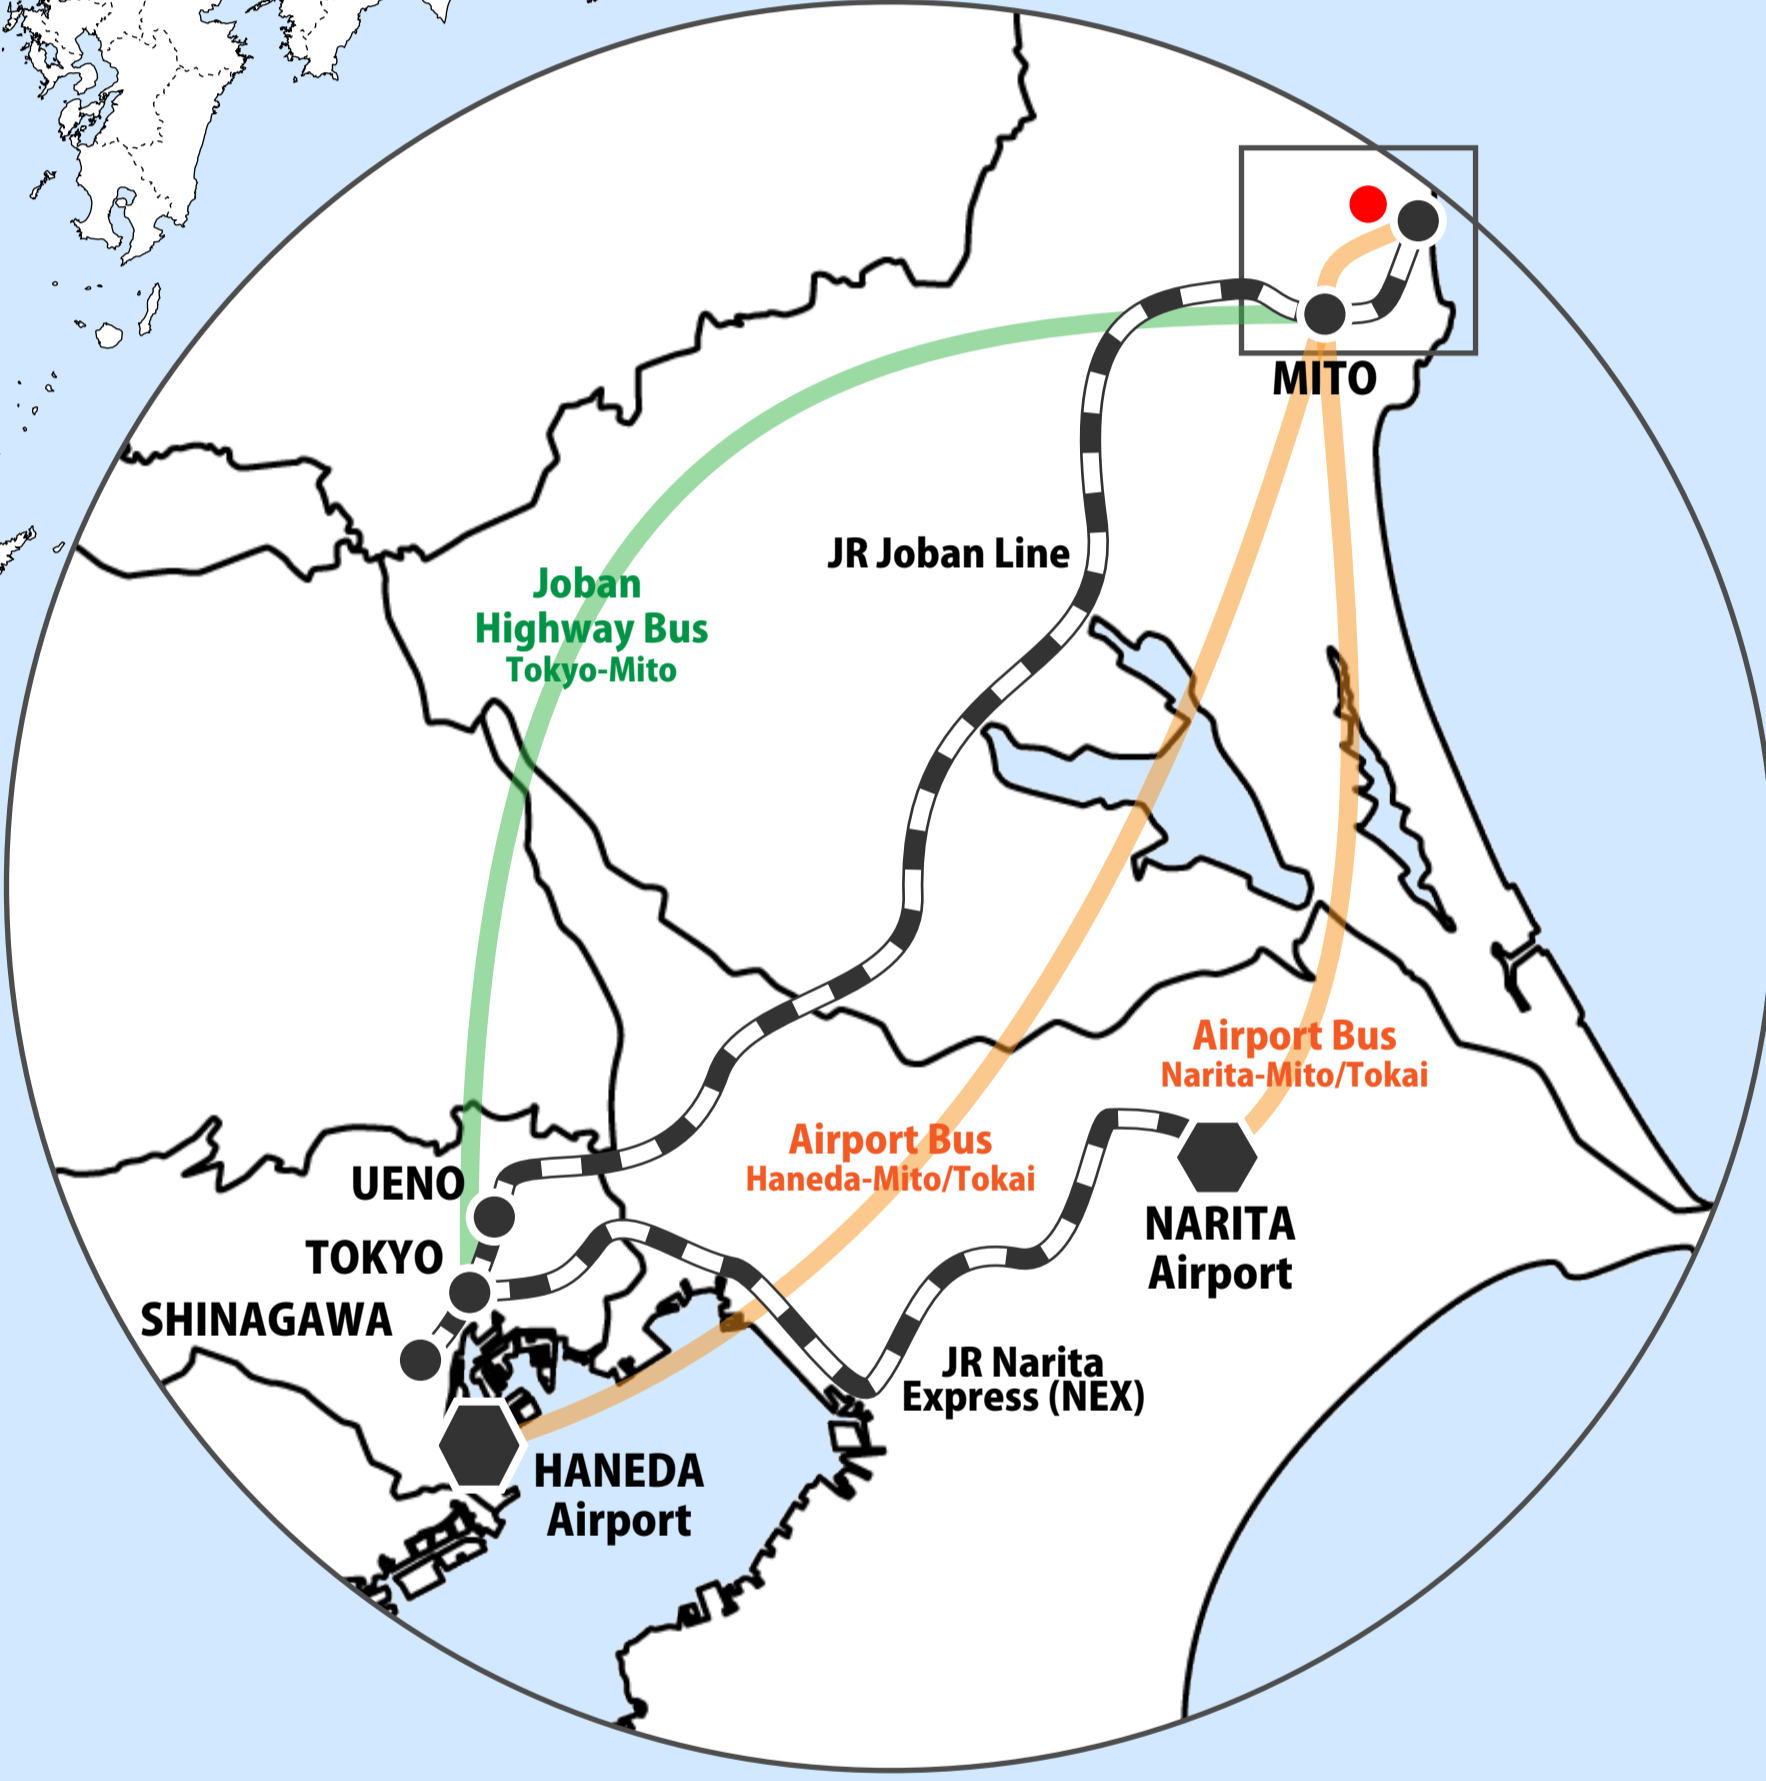 MITO
JR Joban Line
Joban
Highway Bus
Tokyo-Mito
Airport Bus
Narita-Mito/Tokai
Airport Bus
Haneda-Mito/Tokai
UENO
TOKYO
SHINAGAWA
NARITA
Airport
JR Narita
Express (NEX)
HANEDA
Airport